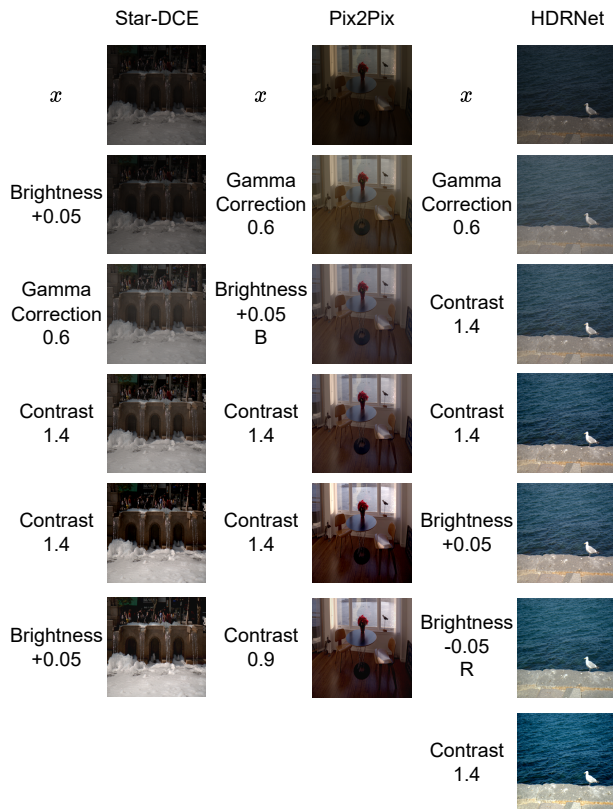 Star-DCE
Pix2Pix
HDRNet
x
x
x
Brightness
+0.05
Gamma
Correction
0.6
Gamma
Correction
0.6
Gamma
Correction
0.6
Brightness
+0.05
B
Contrast
1.4
Contrast
1.4
Contrast
1.4
Contrast
1.4
Contrast
1.4
Contrast
1.4
Brightness
+0.05
Brightness
+0.05
Contrast
0.9
Brightness
-0.05
R
Contrast
1.4